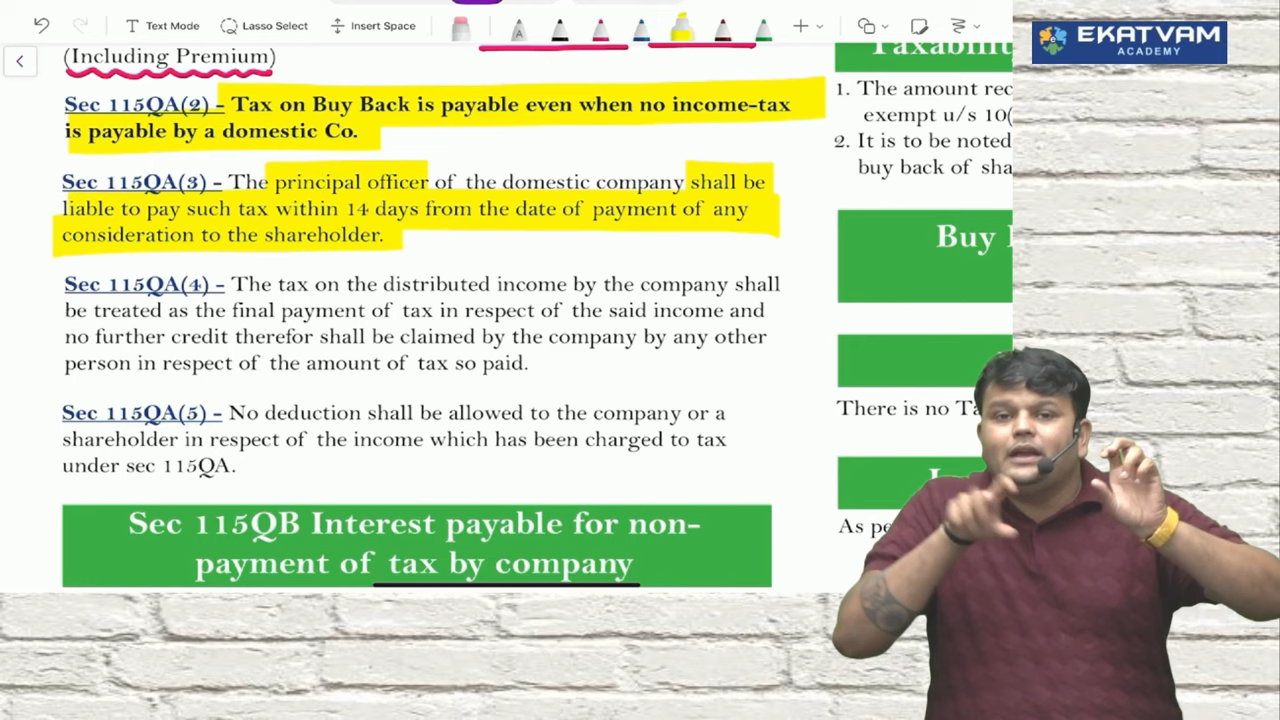 Text Mode
Lasso Select
Insert Space
EKATVAM
ACADEMY
(Including Premium)
Sec 115QA(2) – Tax on Buy Back is payable even when no income-tax
is payable by a domestic Co.
Sec 115QA(3) – The principal officer of the domestic company shall be
liable to pay such tax within 14 days from the date of payment of any
consideration to the shareholder.
Sec 115QA(4) – The tax on the distributed income by the company shall
be treated as the final payment of tax in respect of the said income and
no further credit therefor shall be claimed by the company by any other
person in respect of the amount of tax so paid.
Sec 115QA(5) – No deduction shall be allowed to the company or a
shareholder in respect of the income which has been charged to tax
under sec 115QA.
Sec 115QB Interest payable for non-
payment of tax by company
1. The amount rec
exempt u/s 10(
2. It is to be noted
buy back of sha
Buy
There is no Ta
As pe